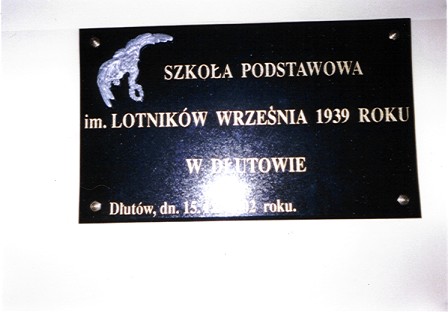 SZKOŁA PODSTAWOWA
im. LOTNIKÓW WRZEŚNIA 1939 ROKU
W DŁUTOWIE
Dłutów, dn. 15. roku.